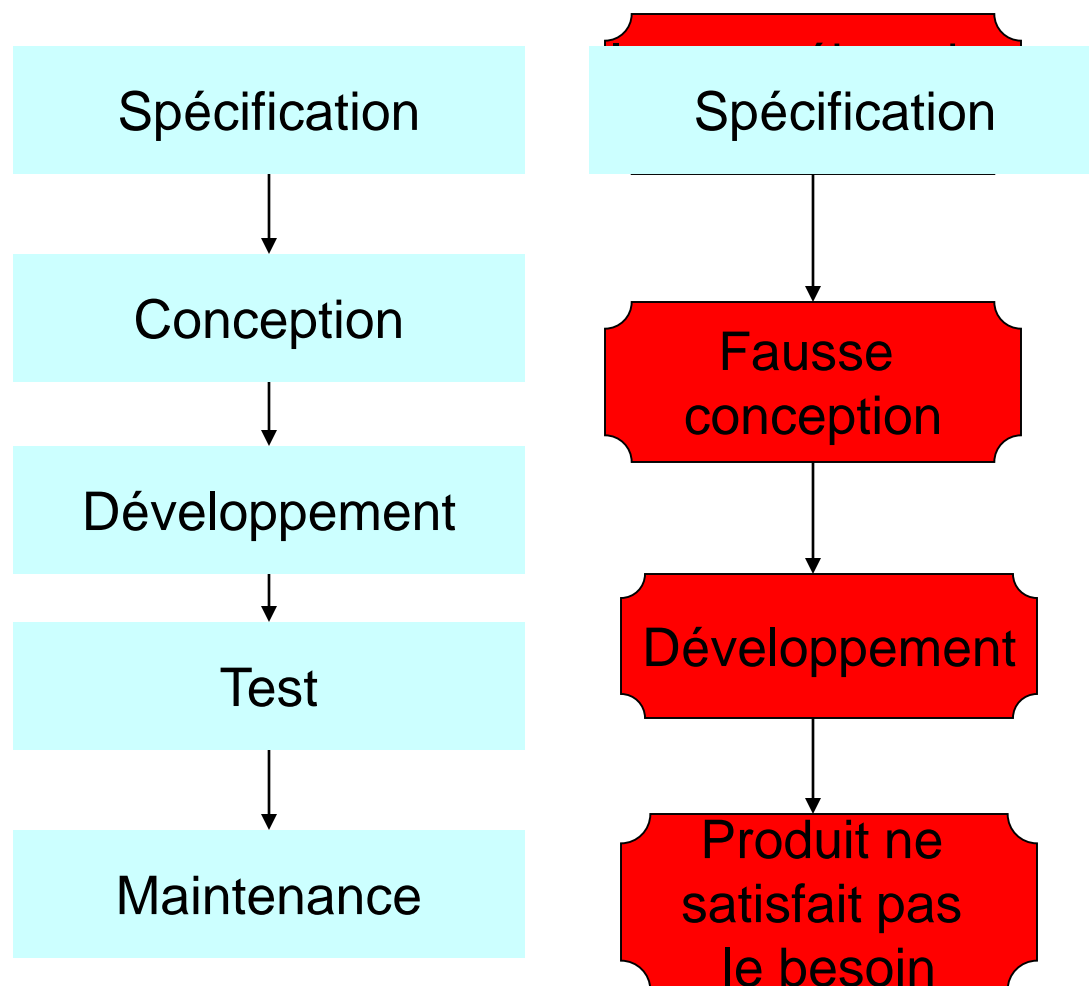 Spécification
Conception
Développement
Test
Maintenance
Spécification
Fausse
conception
Développement
Produit ne
satisfait pas
le besoin